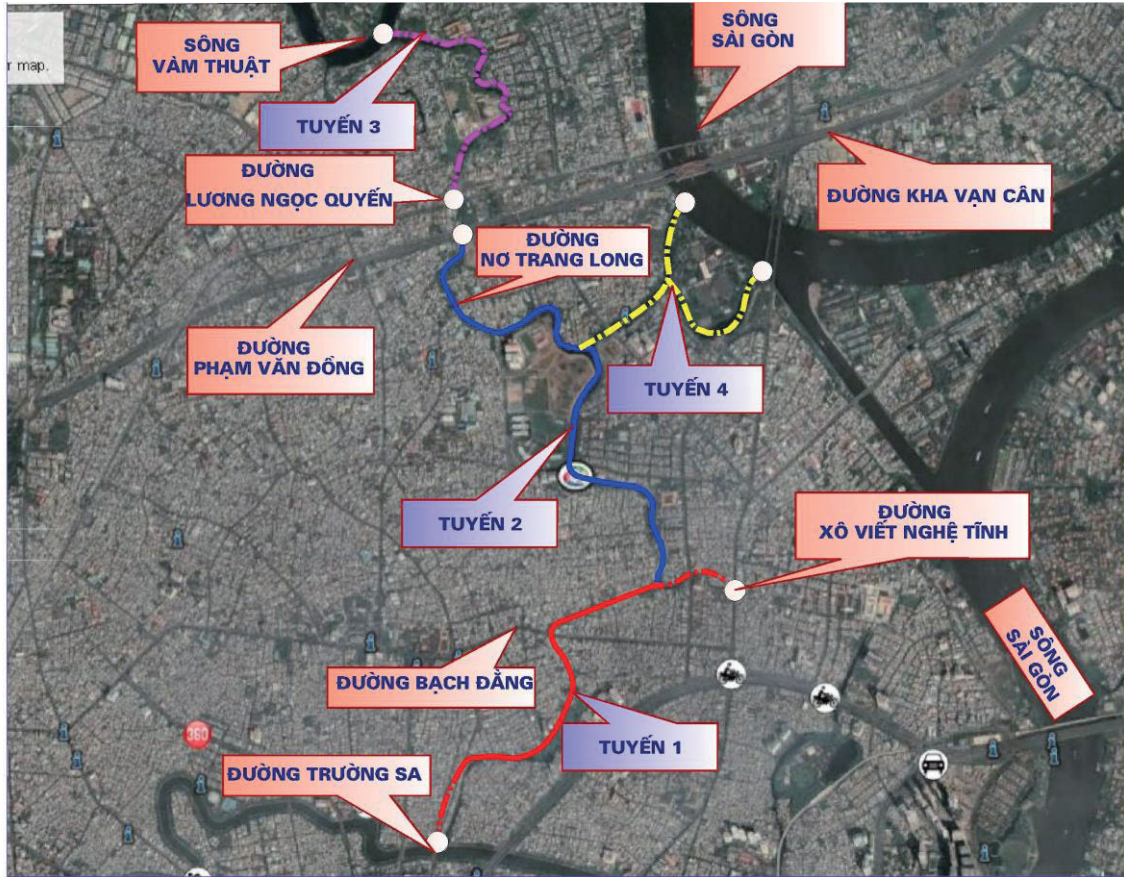 SÔNG
VÀM THUẬT
SÔNG
SÀI GÒN
r map.
TUYẾN 3
ĐƯỜNG
LƯƠNG NGỌC QUYẾN
ĐƯỜNG KHA VẠN CÂN
ĐƯỜNG
NƠ TRANG LONG
ĐƯỜNG
PHẠM VĂN ĐỒNG
TUYẾN 4
TUYẾN 2
ĐƯỜNG
XÔ VIẾT NGHỆ TĨNH
SÔNG
SÀI GÒN
ĐƯỜNG BẠCH ĐẰNG
360
TUYẾN 1
ĐƯỜNG TRƯỜNG SA